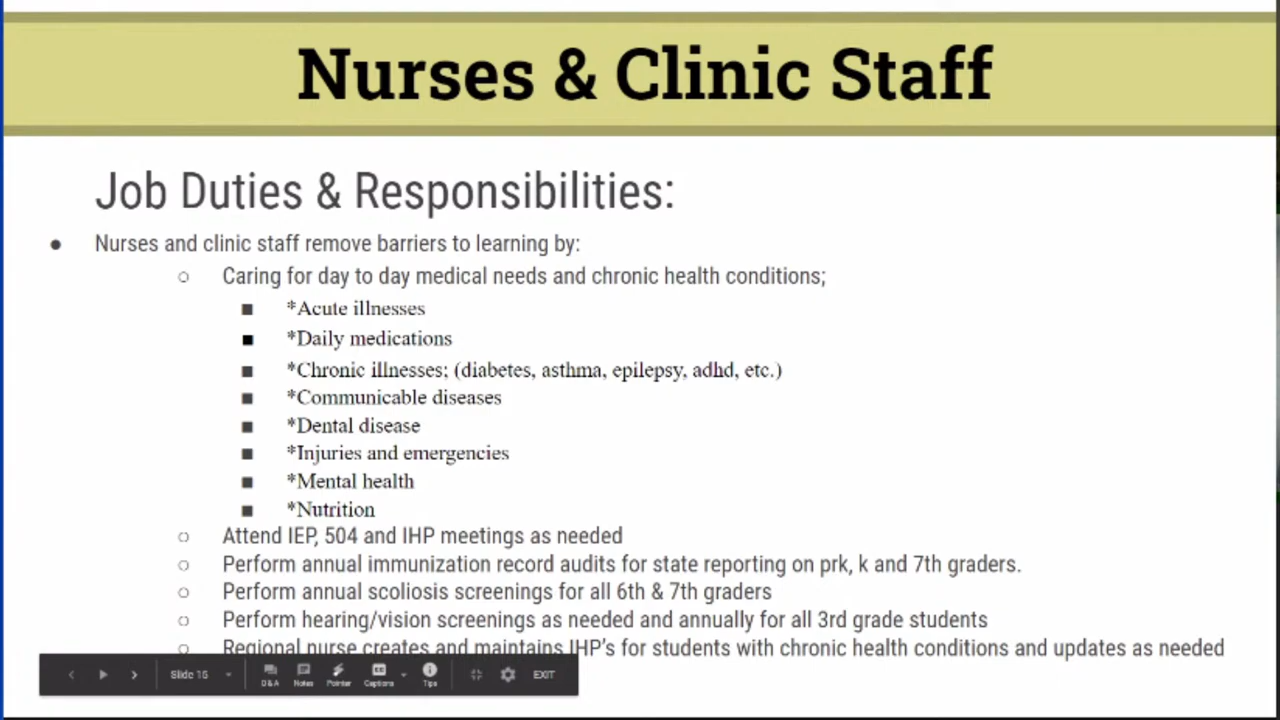 Nurses & Clinic Staff
Job Duties & Responsibilities:
● Nurses and clinic staff remove barriers to learning by:
○ Caring for day to day medical needs and chronic health conditions;
■ *Acute illnesses
■ *Daily medications
■ *Chronic illnesses; (diabetes, asthma, epilepsy, adhd, etc.)
■ *Communicable diseases
■ *Dental disease
■ *Injuries and emergencies
■ *Mental health
■ *Nutrition
○ Attend IEP, 504 and IHP meetings as needed
○ Perform annual immunization record audits for state reporting on prk, k and 7th graders.
○ Perform annual scoliosis screenings for all 6th & 7th graders
○ Perform hearing/vision screenings as needed and annually for all 3rd grade students
○ Regional nurse creates and maintains IHP's for students with chronic health conditions and updates as needed
Slide 15 Q&A Notes Pointer Captions Tips EXIT